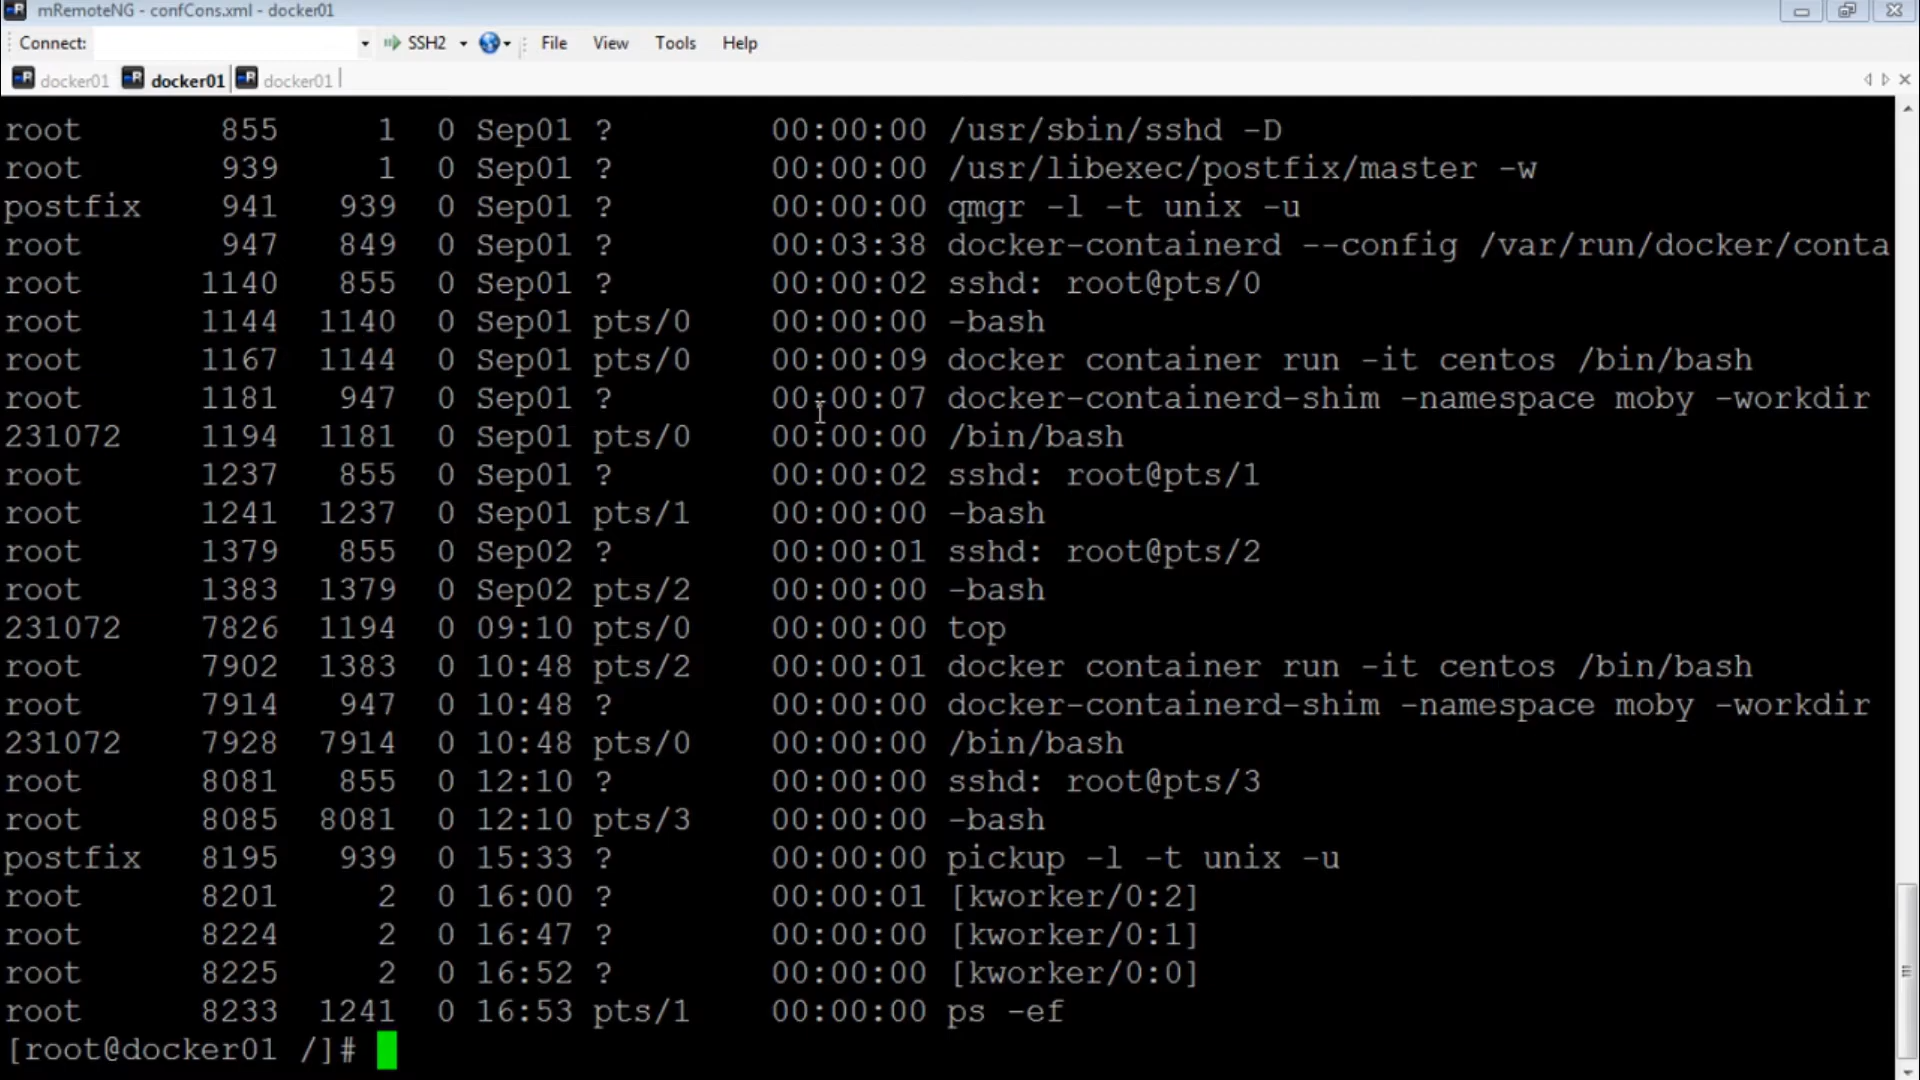 mRemoteNG - confCons.xml - docker01
Connect: SSH2 File View Tools Help
docker01 docker01 docker01
root 855 1 0 Sep01 ? 00:00:00 /usr/sbin/sshd -D
root 939 1 0 Sep01 ? 00:00:00 /usr/libexec/postfix/master -w
postfix 941 939 0 Sep01 ? 00:00:00 qmgr -l -t unix -u
root 947 849 0 Sep01 ? 00:03:38 docker-containerd --config /var/run/docker/conta
root 1140 855 0 Sep01 ? 00:00:02 sshd: root@pts/0
root 1144 1140 0 Sep01 pts/0 00:00:00 -bash
root 1167 1144 0 Sep01 pts/0 00:00:09 docker container run -it centos /bin/bash
root 1181 947 0 Sep01 ? 00:00:07 docker-containerd-shim -namespace moby -workdir
231072 1194 1181 0 Sep01 pts/0 00:00:00 /bin/bash
root 1237 855 0 Sep01 ? 00:00:02 sshd: root@pts/1
root 1241 1237 0 Sep01 pts/1 00:00:00 -bash
root 1379 855 0 Sep02 ? 00:00:01 sshd: root@pts/2
root 1383 1379 0 Sep02 pts/2 00:00:00 -bash
231072 7826 1194 0 09:10 pts/0 00:00:00 top
root 7902 1383 0 10:48 pts/2 00:00:01 docker container run -it centos /bin/bash
root 7914 947 0 10:48 ? 00:00:00 docker-containerd-shim -namespace moby -workdir
231072 7928 7914 0 10:48 pts/0 00:00:00 /bin/bash
root 8081 855 0 12:10 ? 00:00:00 sshd: root@pts/3
root 8085 8081 0 12:10 pts/3 00:00:00 -bash
postfix 8195 939 0 15:33 ? 00:00:00 pickup -l -t unix -u
root 8201 2 0 16:00 ? 00:00:01 [kworker/0:2]
root 8224 2 0 16:47 ? 00:00:00 [kworker/0:1]
root 8225 2 0 16:52 ? 00:00:00 [kworker/0:0]
root 8233 1241 0 16:53 pts/1 00:00:00 ps -ef
[root@docker01 /]#